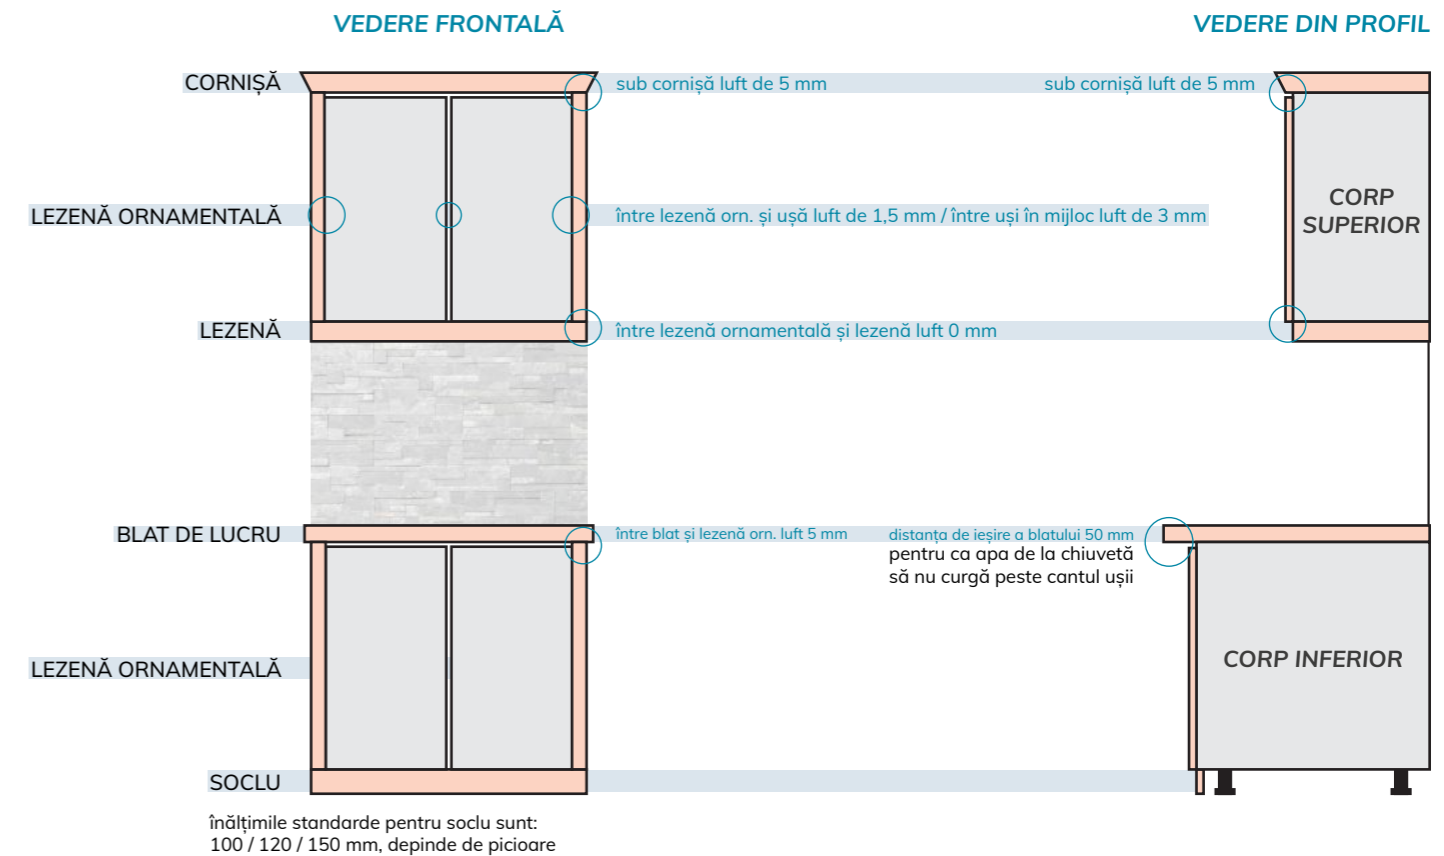 VEDERE FRONTALĂ
VEDERE DIN PROFIL
CORNIȘĂ
sub cornișă luft de 5 mm
sub cornișă luft de 5 mm
LEZENĂ ORNAMENTALĂ
între lezenă orn. și ușă luft de 1,5 mm / între uși în mijloc luft de 3 mm
CORP
SUPERIOR
LEZENĂ
între lezenă ornamentală și lezenă luft 0 mm
BLAT DE LUCRU
între blat și lezenă orn. luft 5 mm
distanța de ieșire a blatului 50 mm
pentru ca apa de la chiuvetă
să nu curgă peste cantul ușii
LEZENĂ ORNAMENTALĂ
CORP INFERIOR
SOCLU
înălțimile standarde pentru soclu sunt:
100 / 120 / 150 mm, depinde de picioare